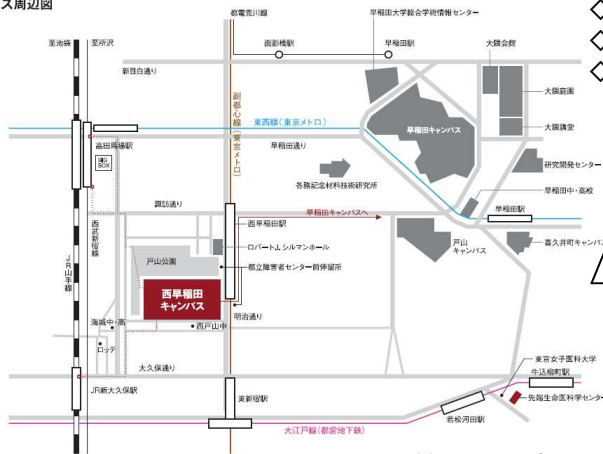 ス周辺図
都電荒川線
早稲田大学総合学術情報センター
至池袋
至所沢
面影橋駅
早稲田駅
大隈会館
新目白通り
大隈庭園
副都心線(東京メトロ)
東西線(東京メトロ)
早稲田キャンパス
大隈講堂
高田馬場駅
早稲田通り
BIG
BOX
研究開発センター
各務記念材料技術研究所
早稲田中・高校
諏訪通り
早稲田キャンパスへ
早稲田駅
西早稲田駅
西武新宿線
ロバートJ.シルマンホール
戸山
キャンパス
喜久井町キャンパス
JR山手線
戸山公園
都立障害者センター前停留所
西早稲田
キャンパス
明治通り
海城中・高
西戸山中
ロッテ
大久保通り
東京女子医科大学
牛込柳町駅
JR新大久保駅
東新宿駅
先端生命医科学センター
若松河田駅
大江戸線(都営地下鉄)